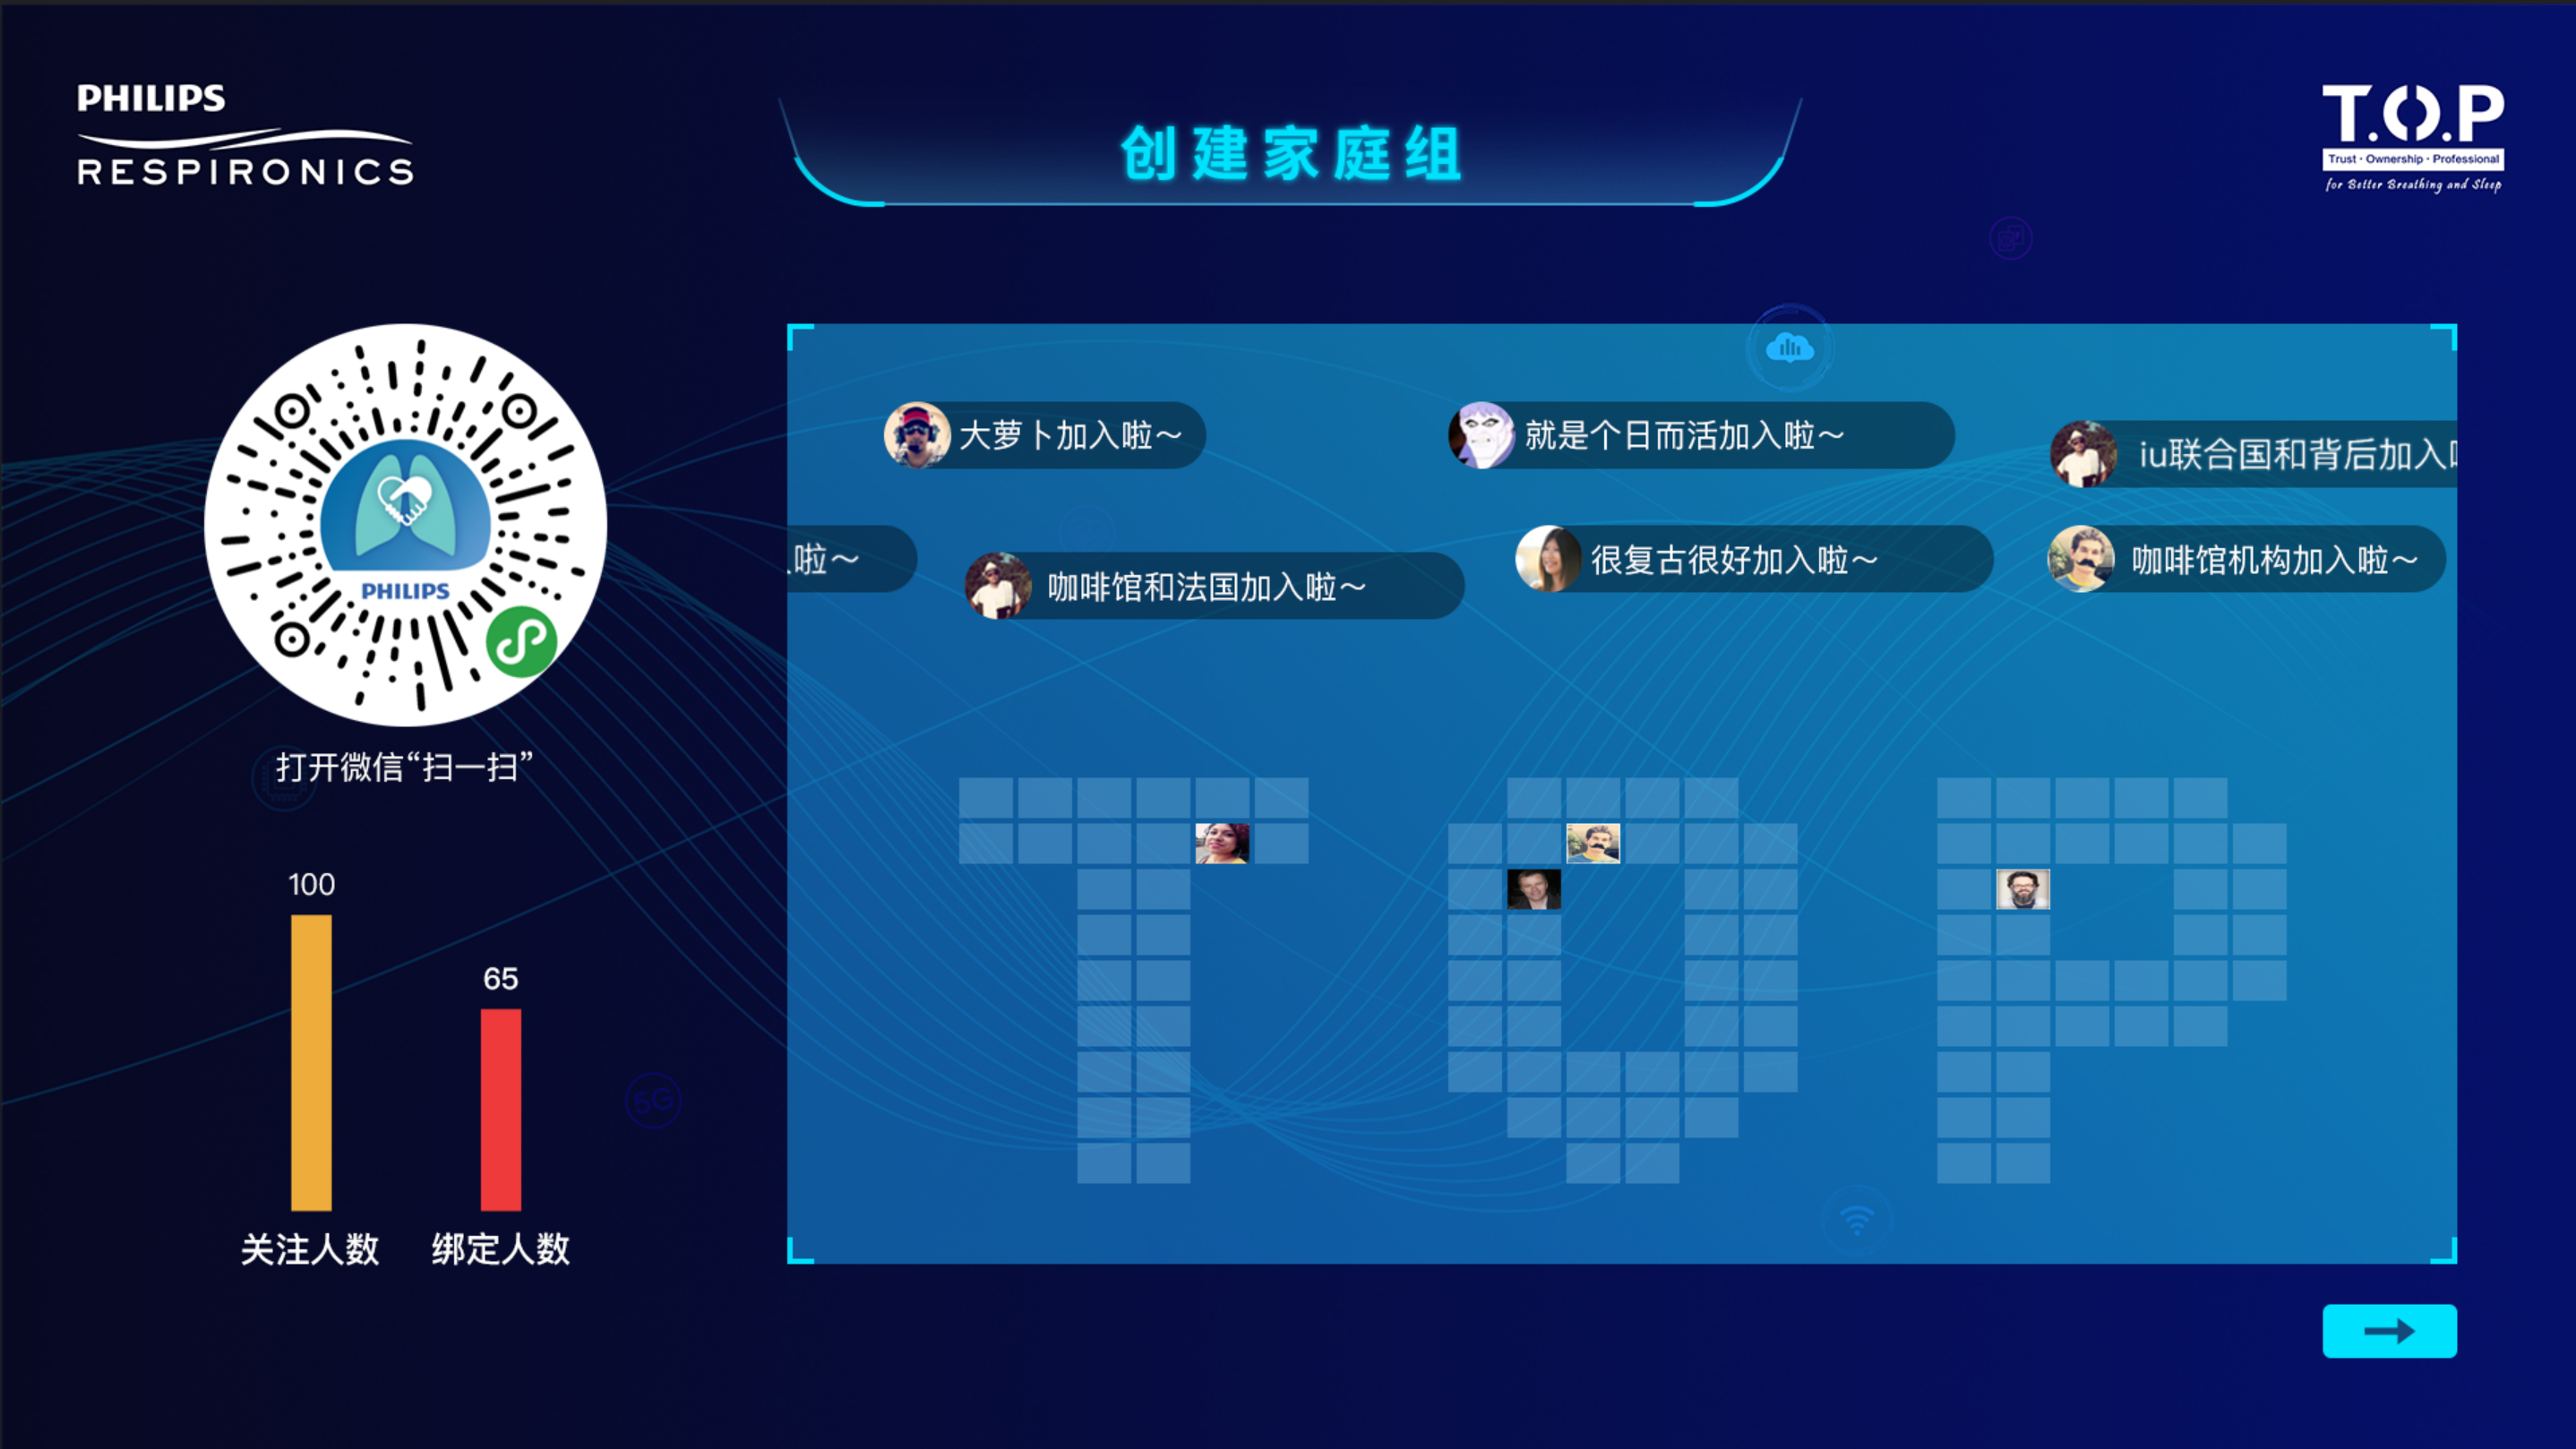 PHILIPS
RESPIRONICS
创建家庭组
T.O.P
Trust · Ownership · Professional
for Better Breathing and Sleep
PHILIPS
打开微信“扫一扫”
100
65
关注人数
绑定人数
大萝卜加入啦～
就是个日而活加入啦～
iu联合国和背后加入
啦～
咖啡馆和法国加入啦～
很复古很好加入啦～
咖啡馆机构加入啦～
5G